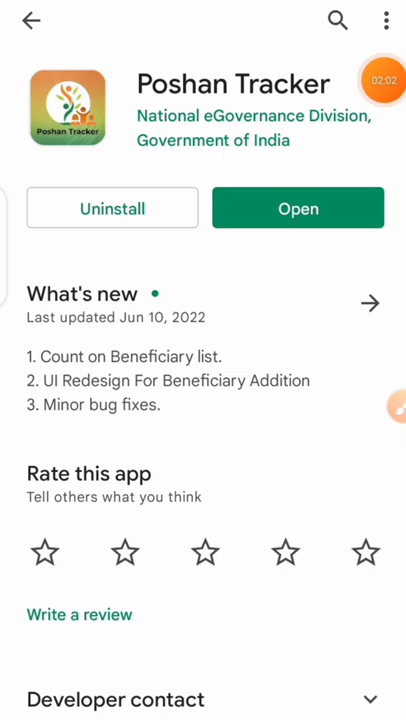 Poshan Tracker
02:02
National eGovernance Division,
Government of India
Poshan Tracker
Uninstall
Open
What's new
Last updated Jun 10, 2022
1. Count on Beneficiary list.
2. UI Redesign For Beneficiary Addition
3. Minor bug fixes.
Rate this app
Tell others what you think
Write a review
Developer contact